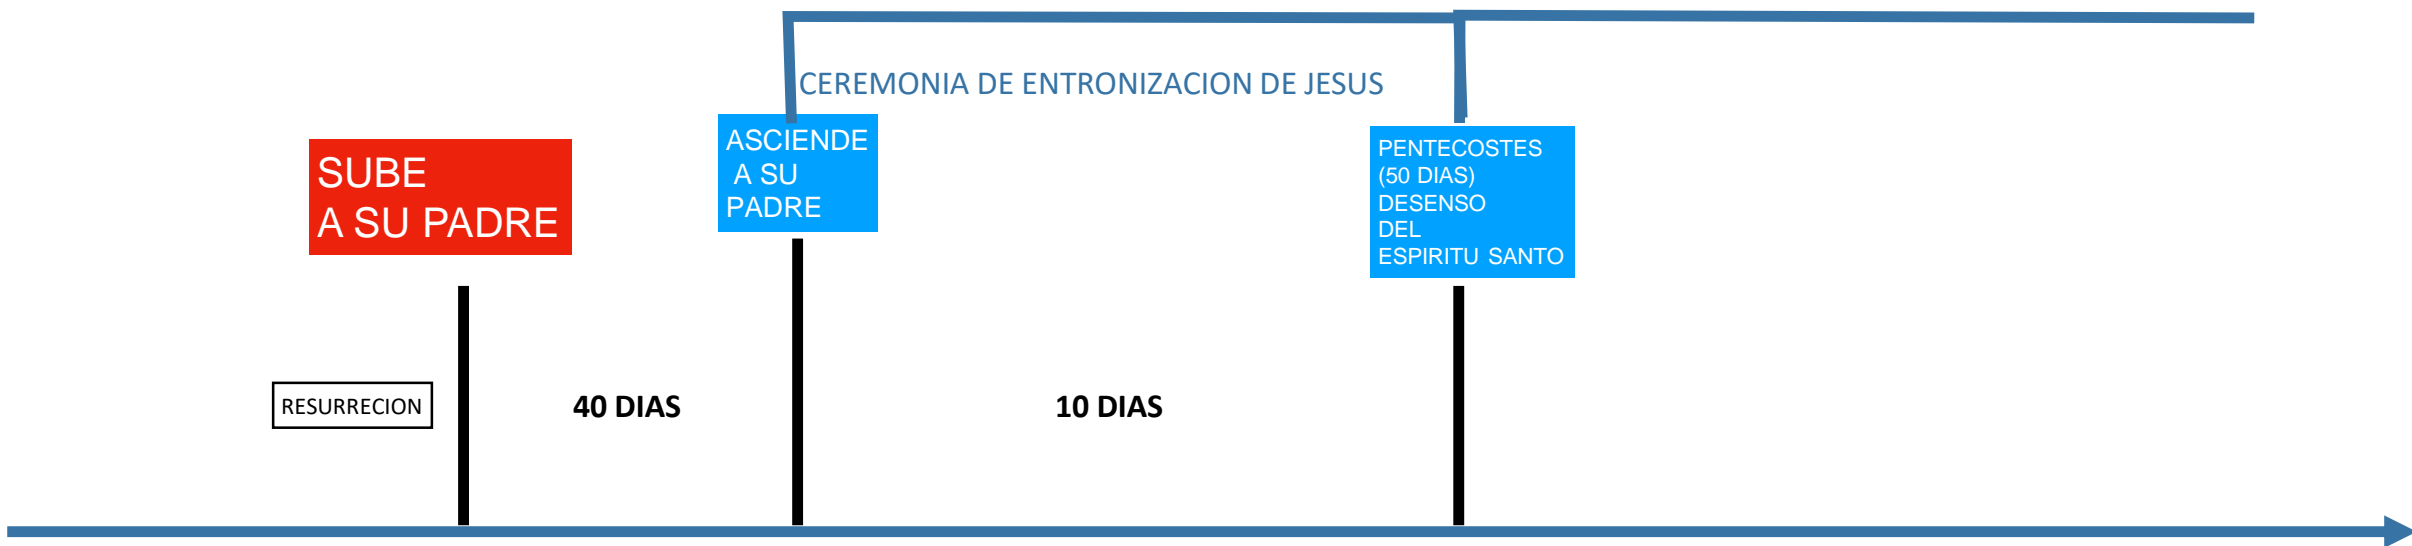 CEREMONIA DE ENTRONIZACION DE JESUS
SUBE
A SU PADRE
ASCIENDE
A SU
PADRE
PENTECOSTES
(50 DIAS)
DESENSO
DEL
ESPIRITU SANTO
RESURRECION
40 DIAS
10 DIAS